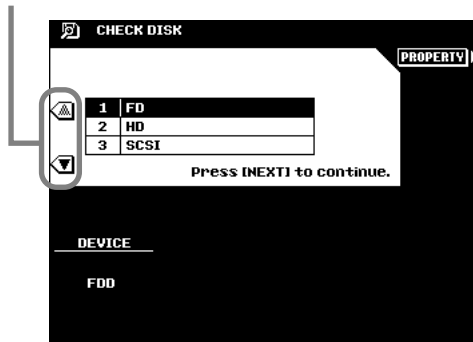 CHECK DISK
PROPERTY
1 FD
2 HD
3 SCSI
Press [NEXT] to continue.
DEVICE
FDD